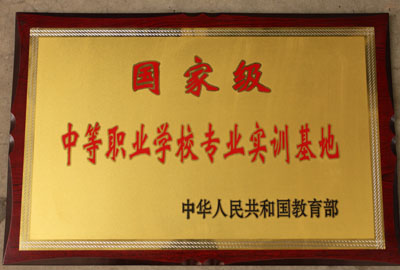 国家级
中等职业学校专业实训基地
中华人民共和国教育部